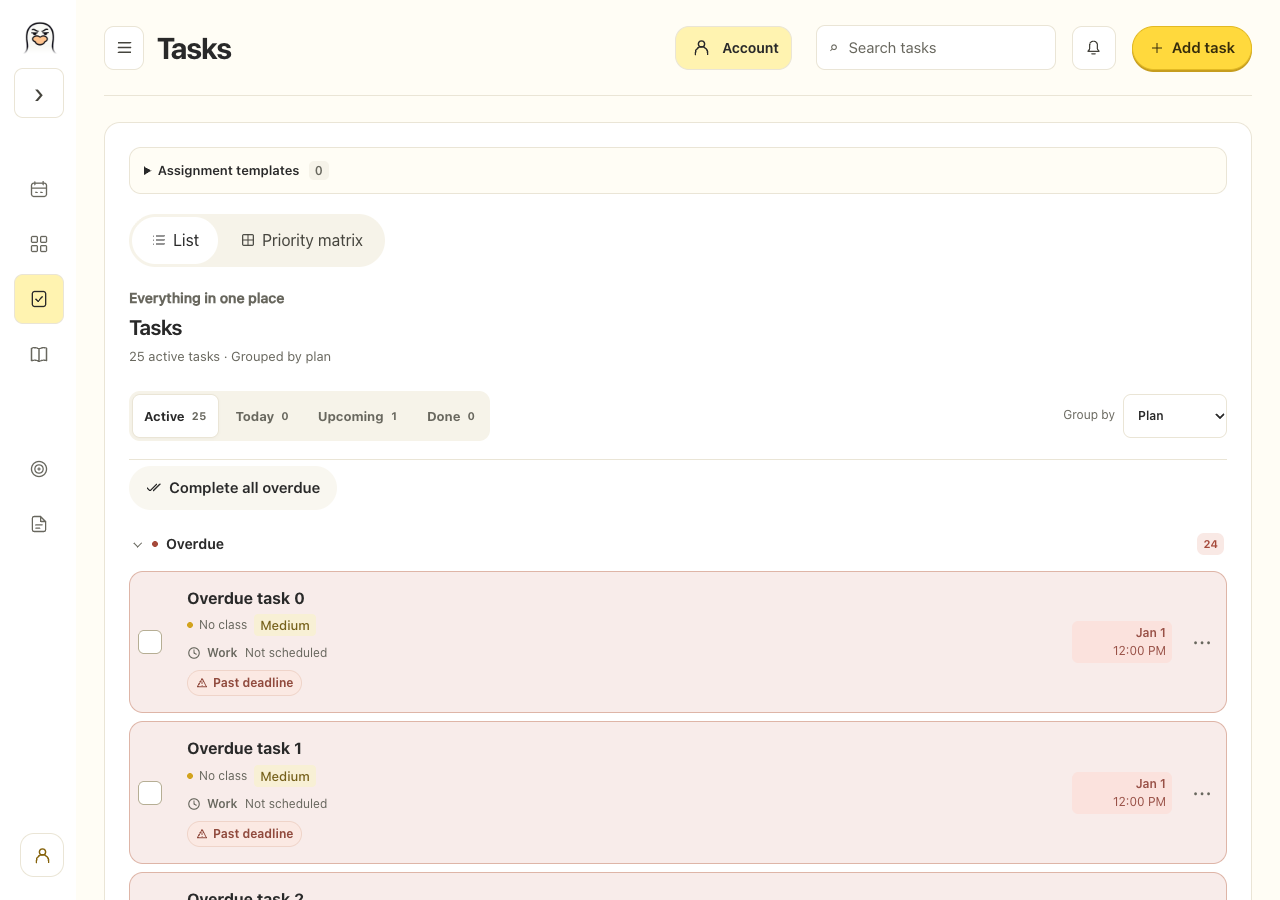 Tasks
Account
Search tasks
Add task
Assignment templates 0
List
Priority matrix
Everything in one place
Tasks
25 active tasks · Grouped by plan
Active 25
Today 0
Upcoming 1
Done 0
Group by
Plan
Complete all overdue
Overdue
24
Overdue task 0
No class Medium
Work Not scheduled
Past deadline
Jan 1
12:00 PM
Overdue task 1
No class Medium
Work Not scheduled
Past deadline
Jan 1
12:00 PM
Overdue task 2